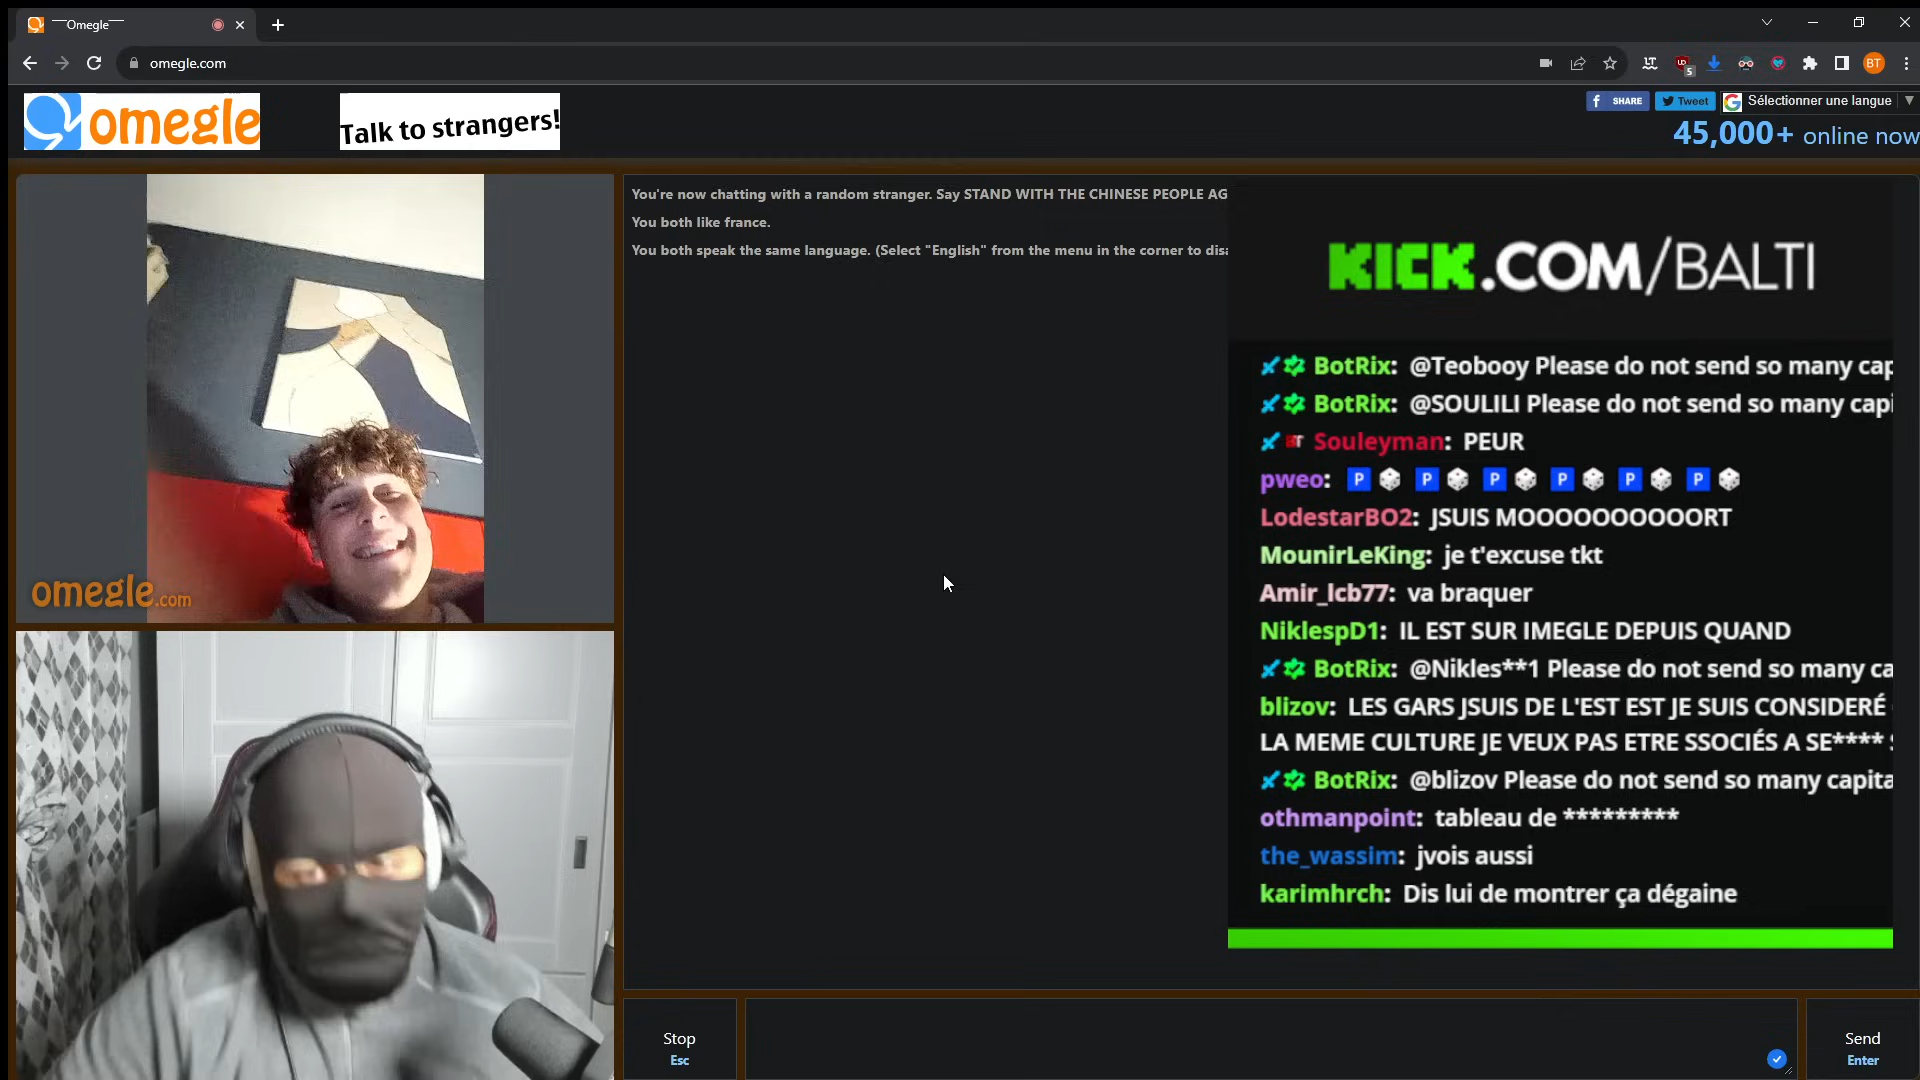 Omegle
omegle.com
5
BT
omegle
Talk to strangers!
SHARE
Tweet
Sélectionner une langue
45,000+ online now
You're now chatting with a random stranger. Say STAND WITH THE CHINESE PEOPLE AG
You both like france.
You both speak the same language. (Select "English" from the menu in the corner to disa
omegle.com
KICK.COM/BALTI
BotRix: @Teobooy Please do not send so many cap
BotRix: @SOULILI Please do not send so many capi
Souleyman: PEUR
pweo: P P P P P P
LodestarBO2: JSUIS MOOOOOOOOOORT
MounirLeKing: je t'excuse tkt
Amir_lcb77: va braquer
NiklespD1: IL EST SUR IMEGLE DEPUIS QUAND
BotRix: @Nikles**1 Please do not send so many ca
blizov: LES GARS JSUIS DE L'EST EST JE SUIS CONSIDERÉ
LA MEME CULTURE JE VEUX PAS ETRE SSOCIÉS A SE****
BotRix: @blizov Please do not send so many capita
othmanpoint: tableau de *********
the_wassim: jvois aussi
karimhrch: Dis lui de montrer ça dégaine
Stop
Esc
Send
Enter